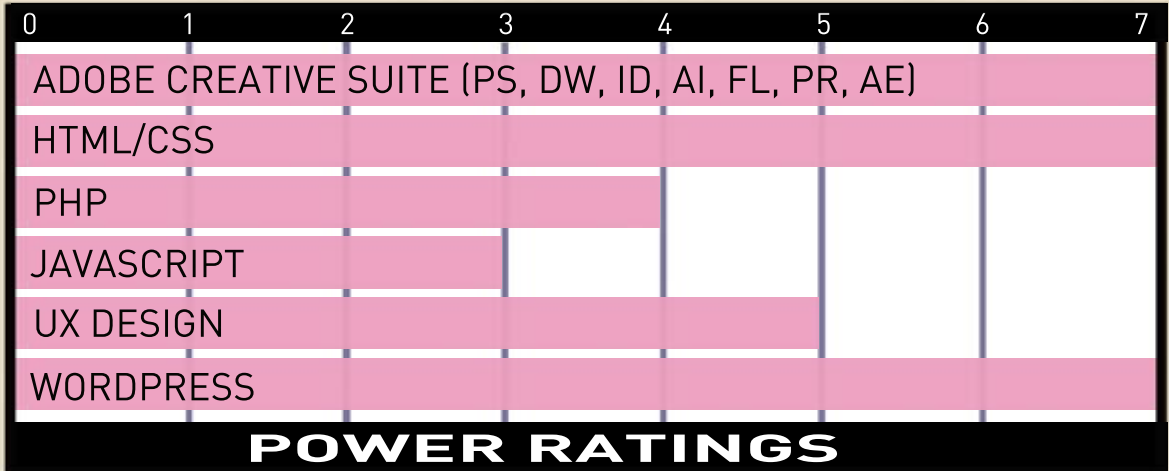 0 1 2 3 4 5 6 7
ADOBE CREATIVE SUITE (PS, DW, ID, AI, FL, PR, AE)
HTML/CSS
PHP
JAVASCRIPT
UX DESIGN
WORDPRESS
POWER RATINGS